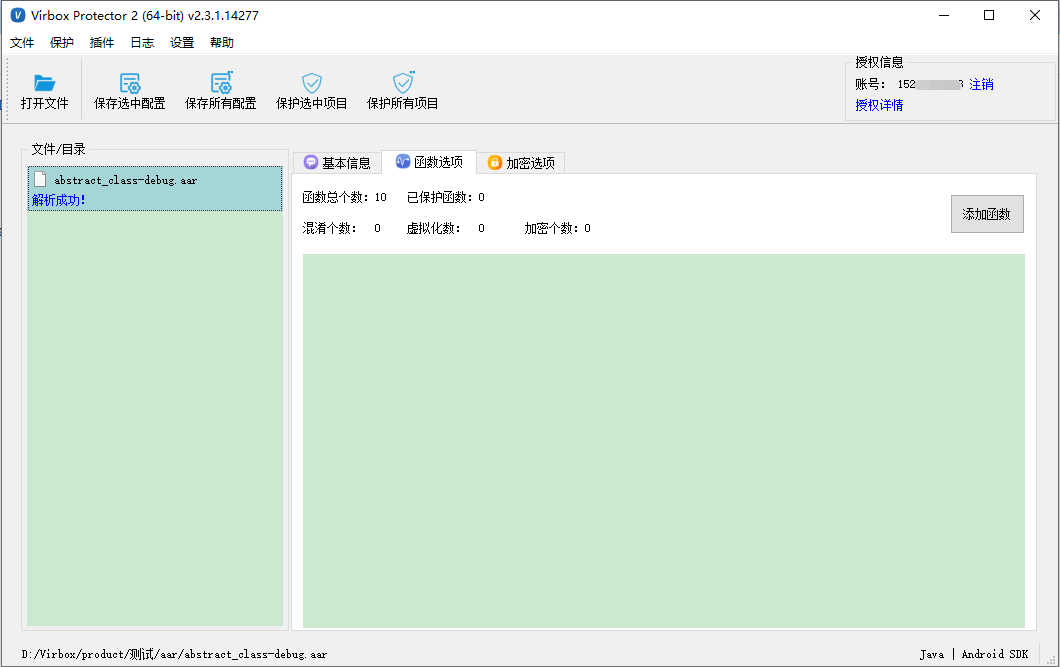 Virbox Protector 2 (64-bit) v2.3.1.14277
文件 保护 插件 日志 设置 帮助
打开文件 保存选中配置 保存所有配置 保护选中项目 保护所有项目
授权信息
账号: 152 3 注销
授权详情
文件/目录
abstract_class-debug.aar
解析成功!
基本信息 函数选项 加密选项
函数总个数: 10 已保护函数: 0
混淆个数: 0 虚拟化数: 0 加密个数: 0
添加函数
D:/Virbox/product/测试/aar/abstract_class-debug.aar
Java | Android SDK